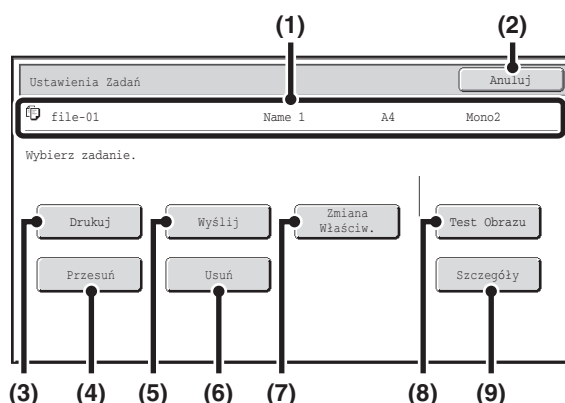 (1) (2)
Ustawienia Zadań Anuluj
file-01 Name 1 A4 Mono2
Wybierz zadanie.
Drukuj Wyślij Zmiana Właściw. Test Obrazu
Przesuń Usuń Szczegóły
(3) (4) (5) (6) (7) (8) (9)